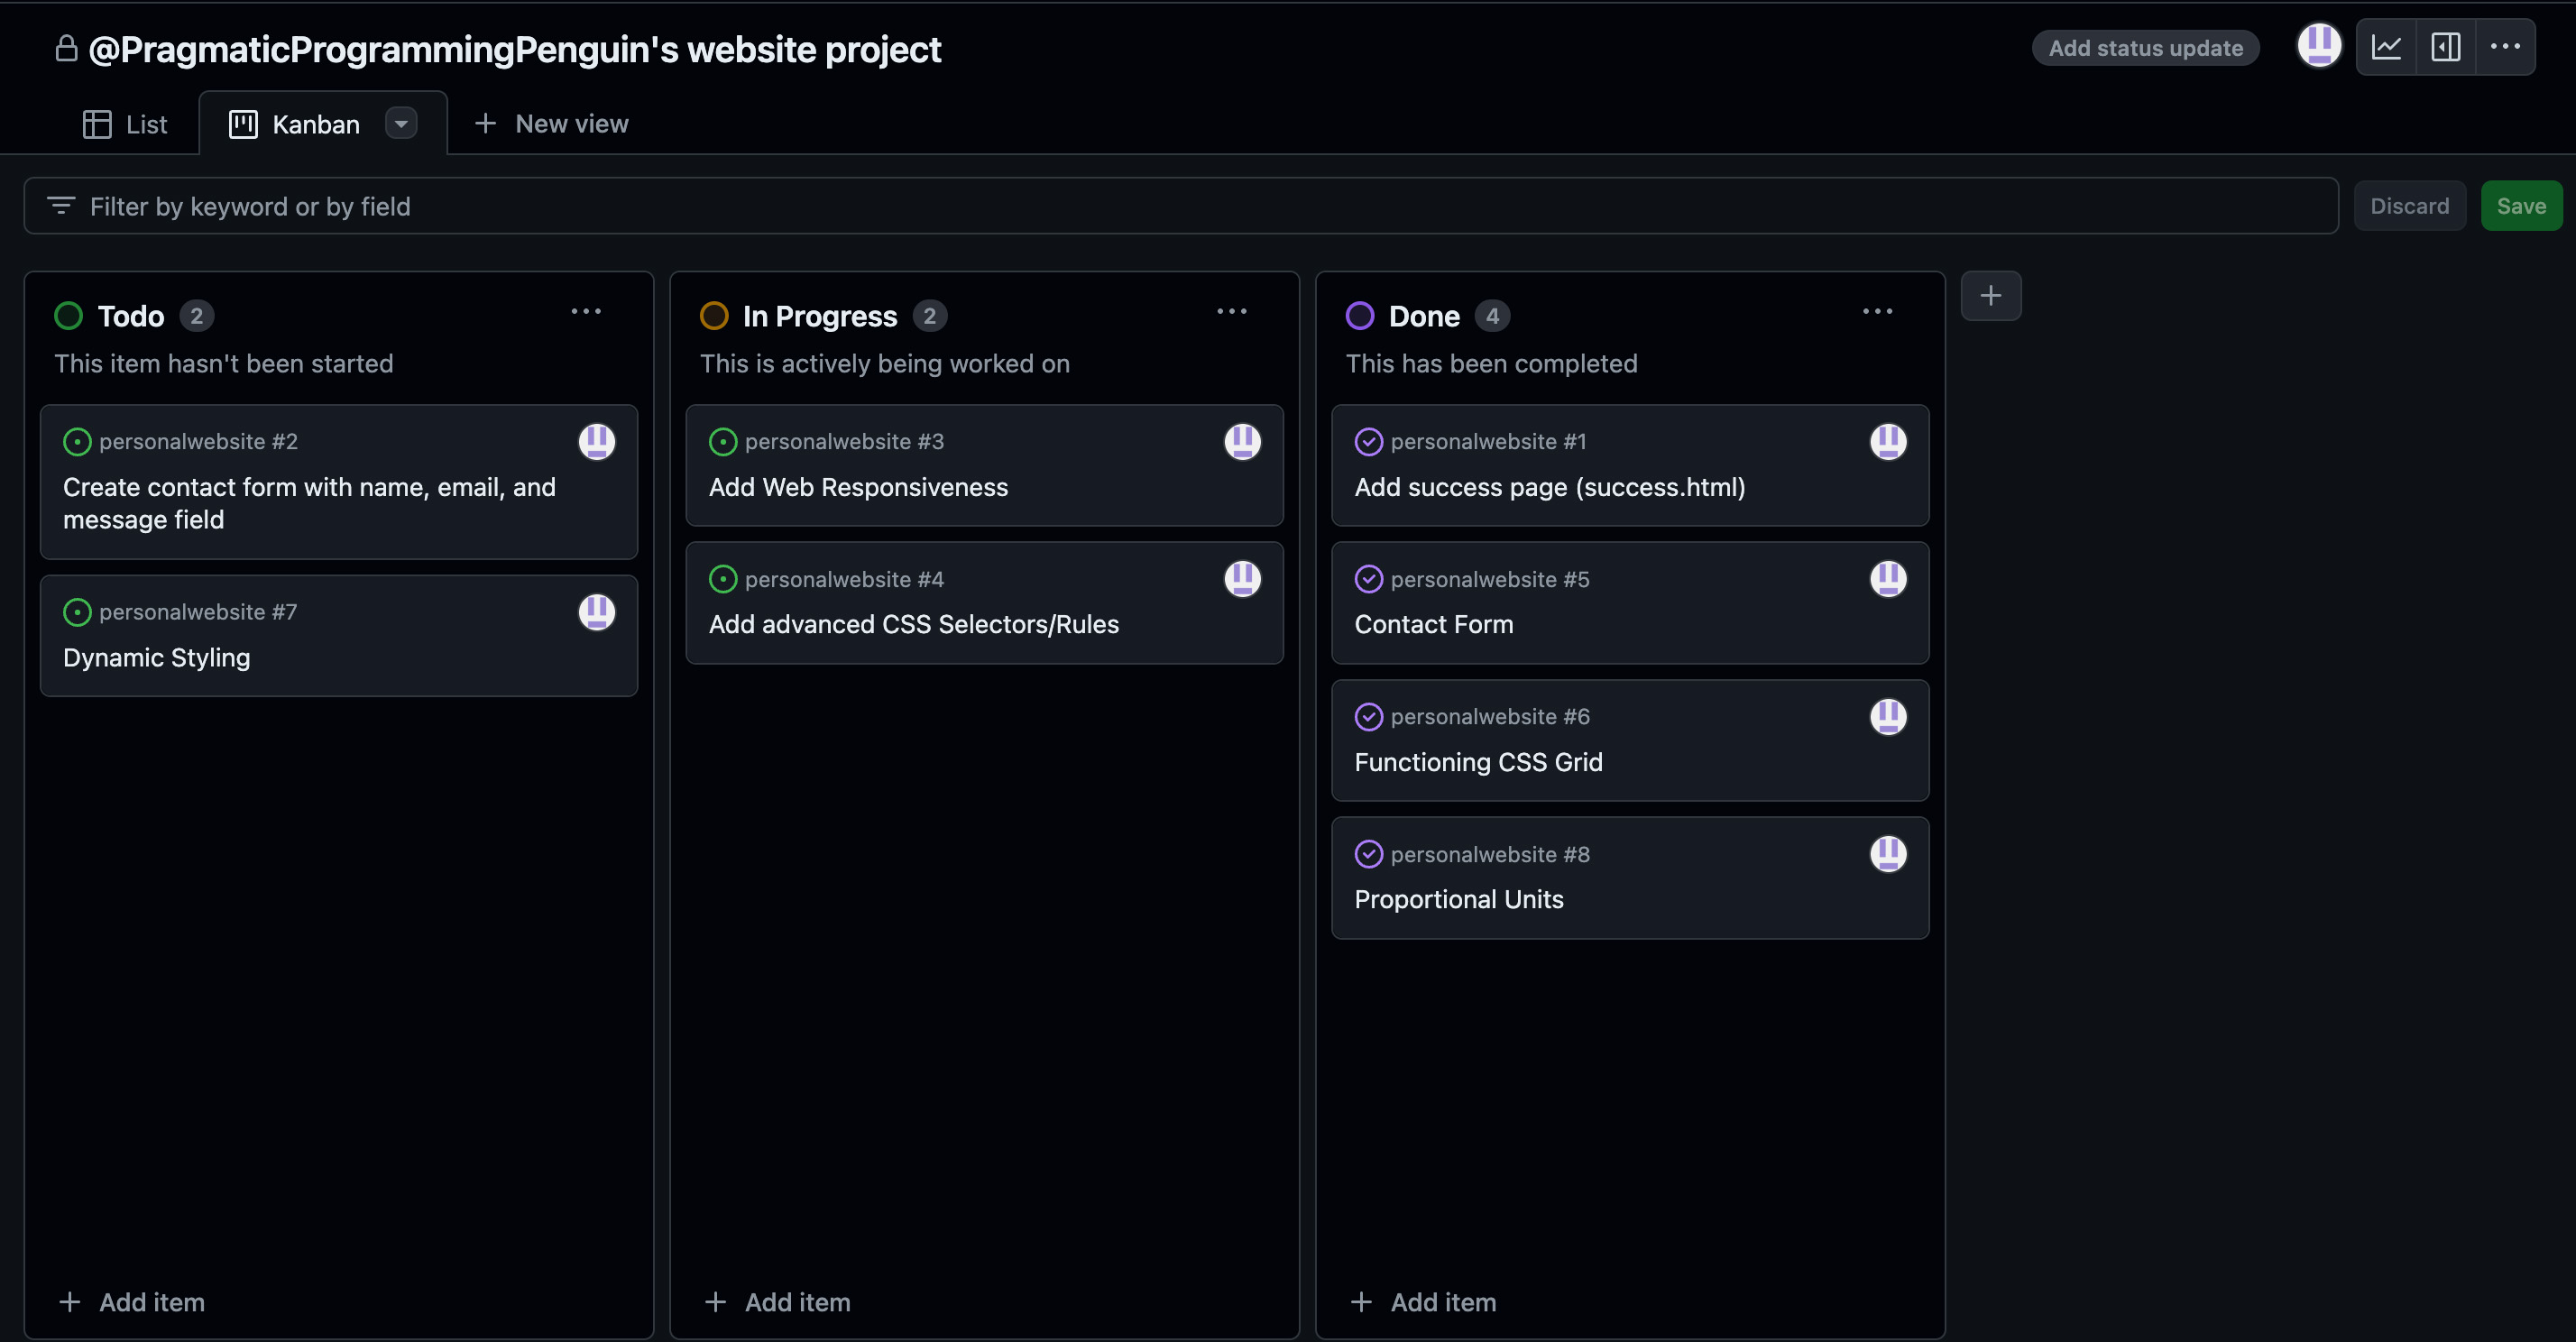 @PragmaticProgrammingPenguin's website project
Add status update
List
Kanban
New view
Filter by keyword or by field
Discard
Save
Todo 2
This item hasn't been started
personalwebsite #2
Create contact form with name, email, and
message field
personalwebsite #7
Dynamic Styling
Add item
In Progress 2
This is actively being worked on
personalwebsite #3
Add Web Responsiveness
personalwebsite #4
Add advanced CSS Selectors/Rules
Add item
Done 4
This has been completed
personalwebsite #1
Add success page (success.html)
personalwebsite #5
Contact Form
personalwebsite #6
Functioning CSS Grid
personalwebsite #8
Proportional Units
Add item